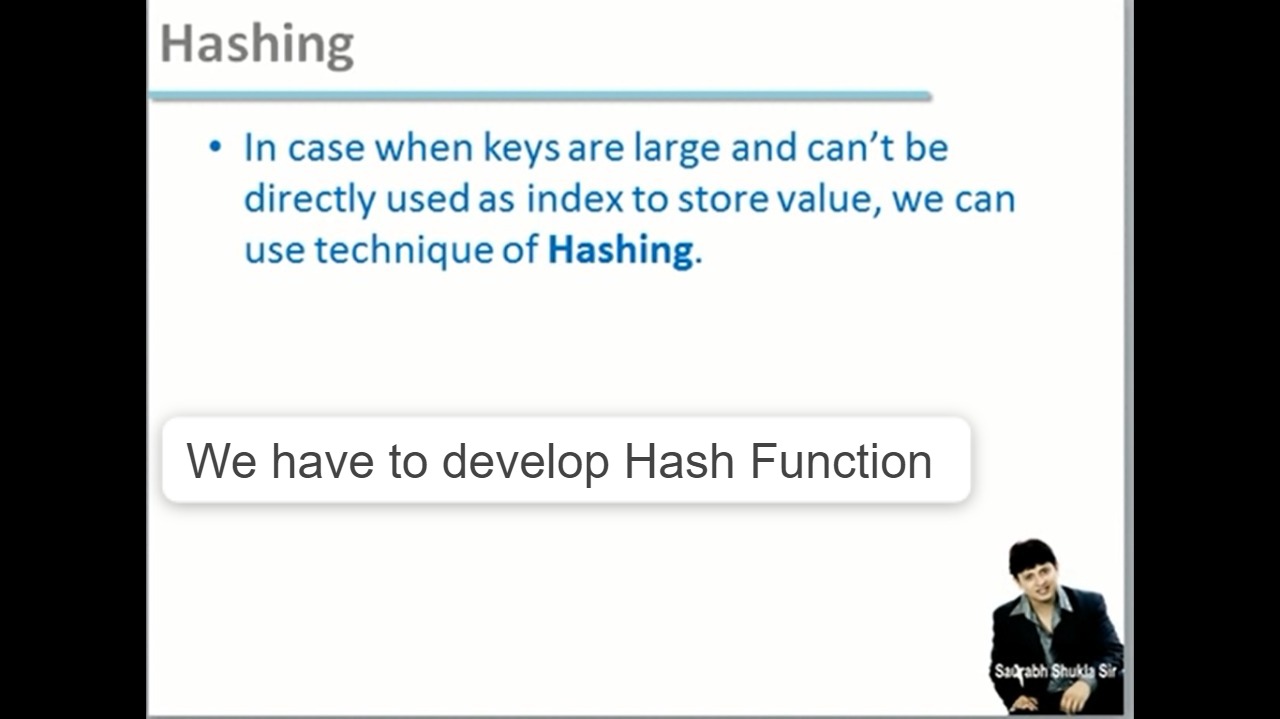 Hashing
• In case when keys are large and can't be
directly used as index to store value, we can
use technique of Hashing.
We have to develop Hash Function
Saurabh Shukla Sir